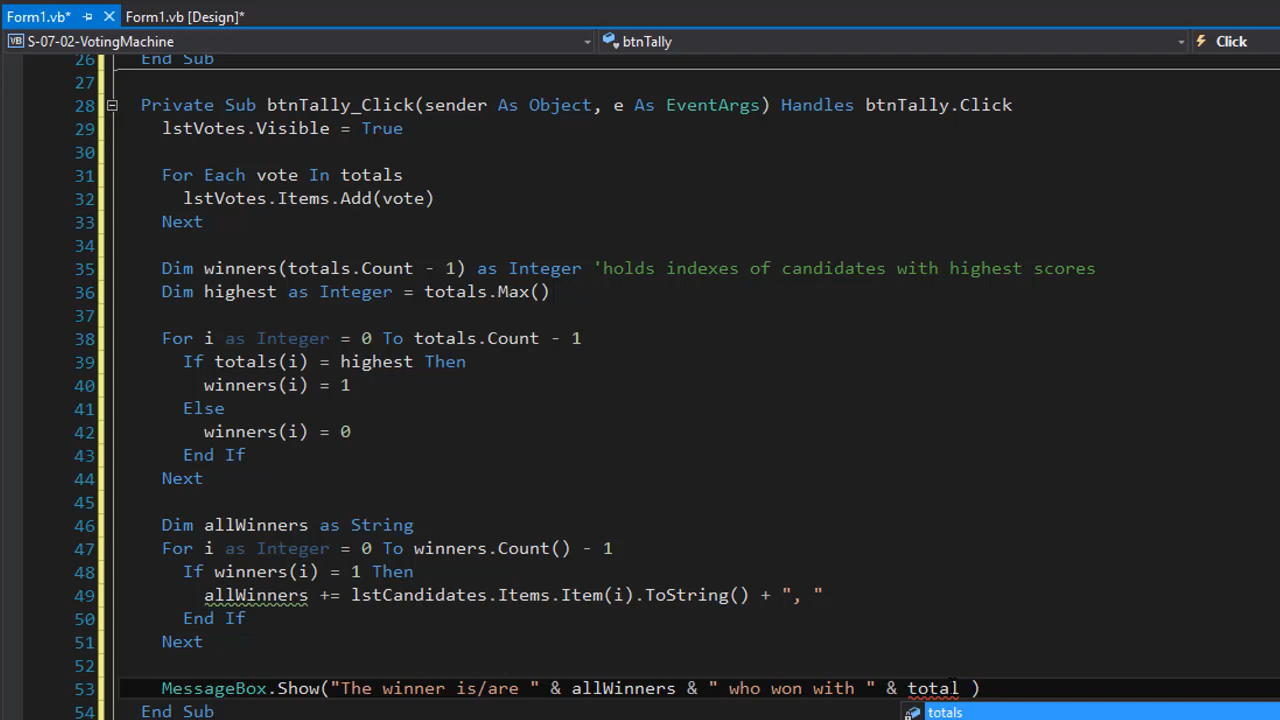 Form1.vb* Form1.vb [Design]*
VB S-07-02-VotingMachine btnTally Click
26 End Sub
27
28 Private Sub btnTally_Click(sender As Object, e As EventArgs) Handles btnTally.Click
29 lstVotes.Visible = True
30
31 For Each vote In totals
32 lstVotes.Items.Add(vote)
33 Next
34
35 Dim winners(totals.Count - 1) as Integer 'holds indexes of candidates with highest scores
36 Dim highest as Integer = totals.Max()
37
38 For i as Integer = 0 To totals.Count - 1
39 If totals(i) = highest Then
40 winners(i) = 1
41 Else
42 winners(i) = 0
43 End If
44 Next
45
46 Dim allWinners as String
47 For i as Integer = 0 To winners.Count() - 1
48 If winners(i) = 1 Then
49 allWinners += lstCandidates.Items.Item(i).ToString() + ", "
50 End If
51 Next
52
53 MessageBox.Show("The winner is/are " & allWinners & " who won with " & total )
54 End Sub
totals